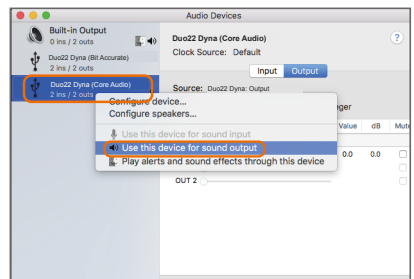 Audio Devices
Built-in Output
0 ins / 2 outs
Duo22 Dyna (Bit Accurate)
2 ins / 2 outs
Duo22 Dyna (Core Audio)
2 ins / 2 outs
Duo22 Dyna (Core Audio)
?
Clock Source: Default
Input Output
Source: Duo22 Dyna: Output
Configure device...
Configure speakers...
Use this device for sound input
Use this device for sound output
Play alerts and sound effects through this device
Value dB Mute
0.0 0.0
OUT 2